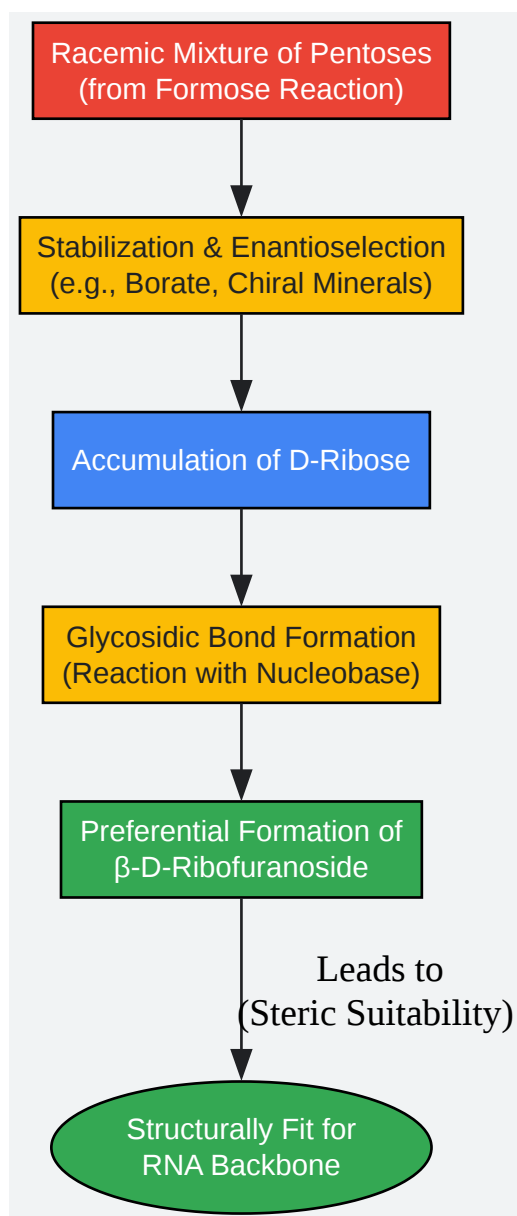 Racemic Mixture of Pentoses
(from Formose Reaction)
Stabilization & Enantioselection
(e.g., Borate, Chiral Minerals)
Accumulation of D-Ribose
Glycosidic Bond Formation
(Reaction with Nucleobase)
Preferential Formation of
β-D-Ribofuranoside
Leads to
(Steric Suitability)
Structurally Fit for
RNA Backbone